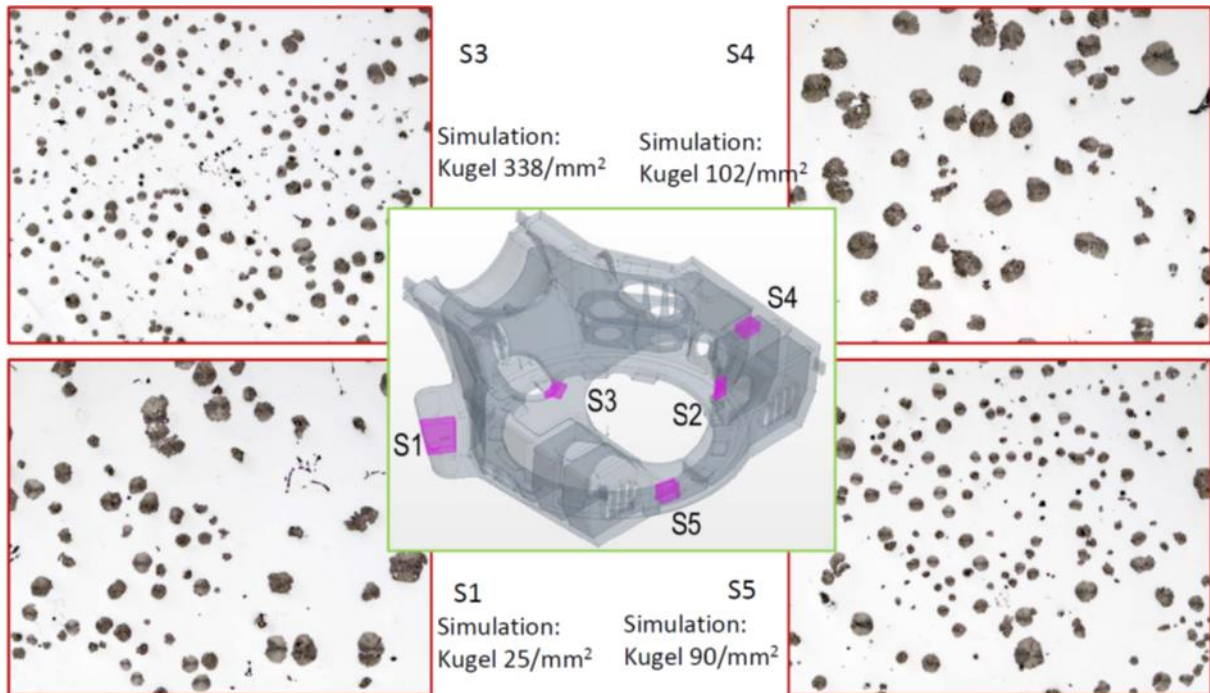 S3
Simulation:
Kugel 338/mm²
S4
Simulation:
Kugel 102/mm²
S4
S3
S2
S1
S5
S1
Simulation:
Kugel 25/mm²
S5
Simulation:
Kugel 90/mm²